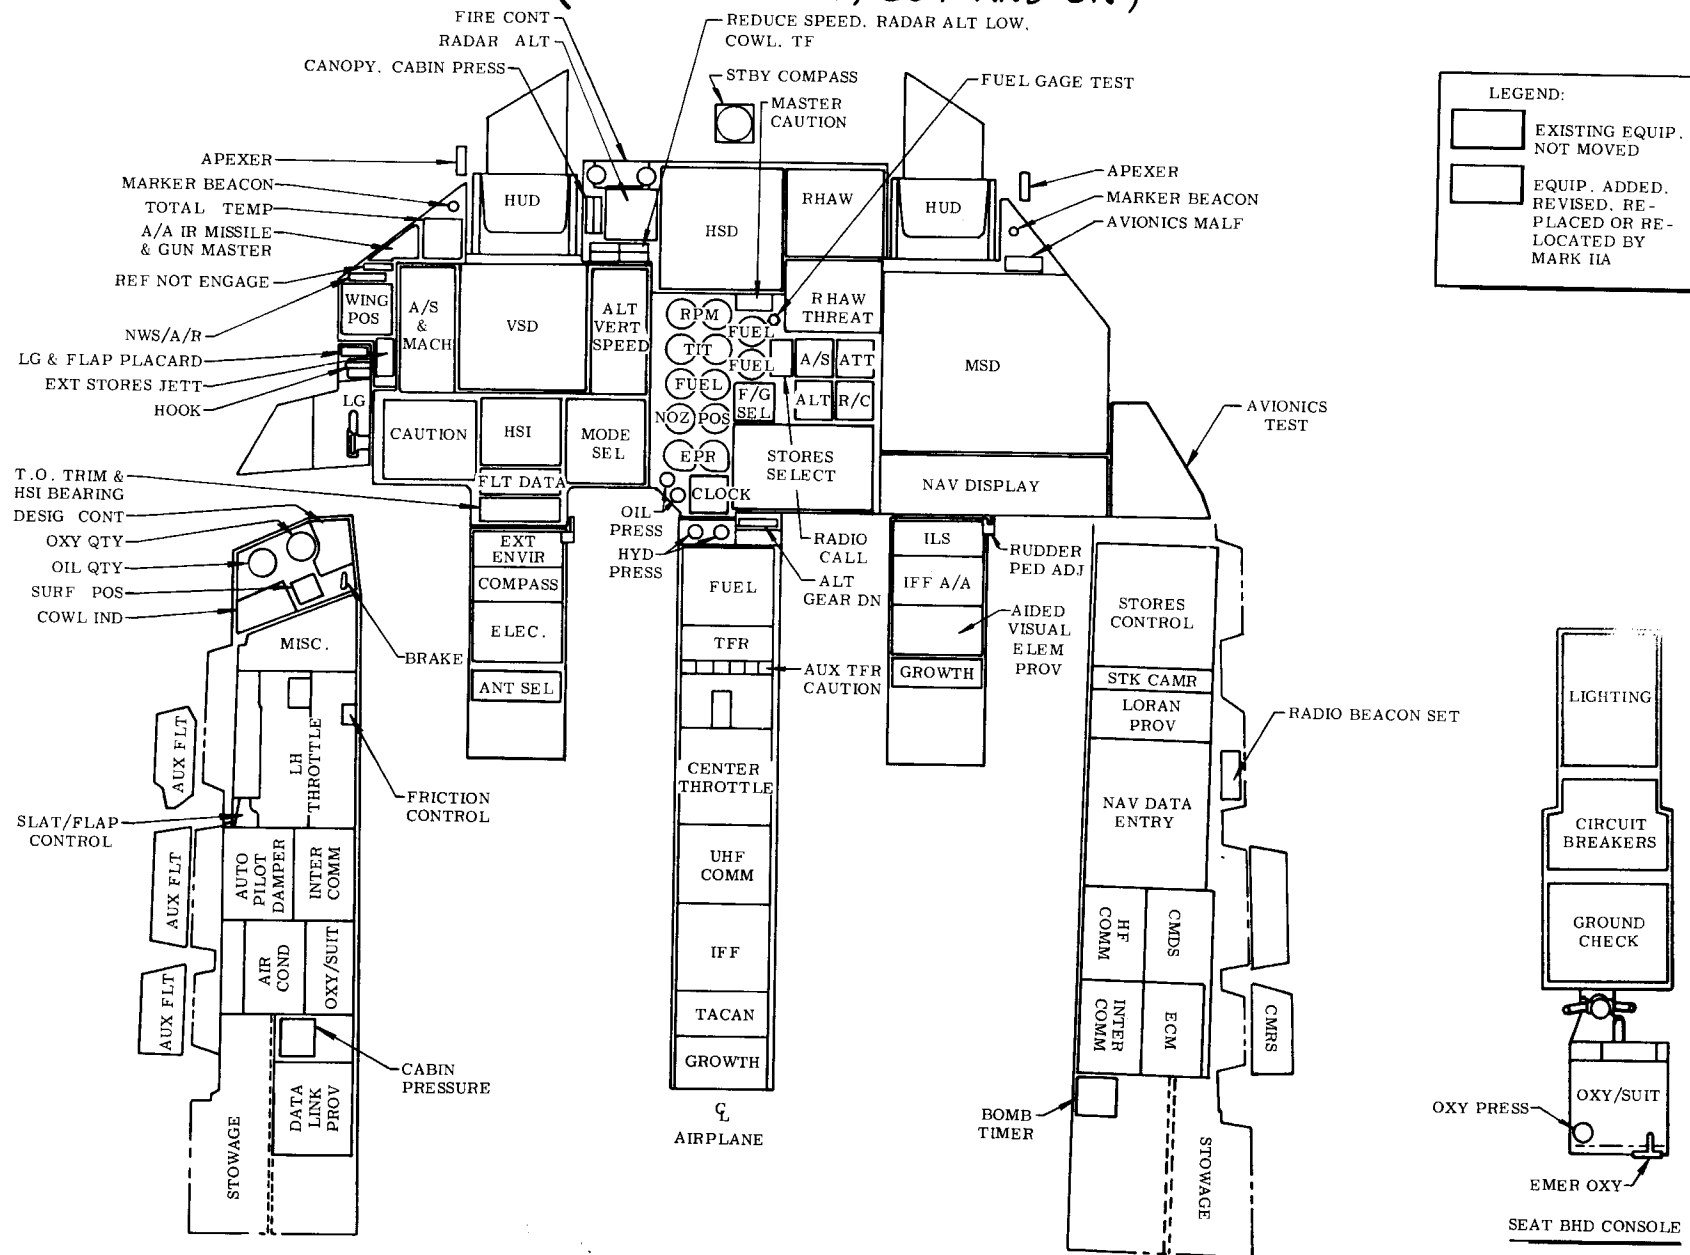 FIRE CONT
RADAR ALT
CANOPY, CABIN PRESS
REDUCE SPEED, RADAR ALT LOW,
COWL, TF
STBY COMPASS
MASTER
CAUTION
FUEL GAGE TEST
LEGEND:
EXISTING EQUIP.
NOT MOVED
EQUIP. ADDED,
REVISED, RE-
PLACED OR RE-
LOCATED BY
MARK IIA
APEXER
MARKER BEACON
TOTAL TEMP
A/A IR MISSILE
& GUN MASTER
REF NOT ENGAGE
NWS/A/R
LG & FLAP PLACARD
EXT STORES JETT
HOOK
HUD
HSD
RHAW
HUD
APEXER
MARKER BEACON
AVIONICS MALF
WING
POS
A/S
&
MACH
VSD
ALT
VERT
SPEED
RPM
TIT
FUEL
NOZ POS
EPR
FUEL
FUEL
F/G
SEL
RHAW
THREAT
A/S
ATT
ALT
R/C
MSD
LG
CAUTION
HSI
MODE
SEL
STORES
SELECT
NAV DISPLAY
AVIONICS
TEST
T.O. TRIM &
HSI BEARING
DESIG CONT
OXY QTY
OIL QTY
SURF POS
COWL IND
FLT DATA
CLOCK
OIL
PRESS
HYD
PRESS
RADIO
CALL
ALT
GEAR DN
RUDDER
PED ADJ
AIDED
VISUAL
ELEM
PROV
EXT
ENVIR
COMPASS
ELEC.
ANT SEL
FUEL
TFR
AUX TFR
CAUTION
CENTER
THROTTLE
UHF
COMM
IFF
TACAN
GROWTH
℄
AIRPLANE
ILS
IFF A/A
GROWTH
MISC.
BRAKE
LH
THROTTLE
FRICTION
CONTROL
SLAT/FLAP
CONTROL
AUX FLT
AUX FLT
AUX FLT
AUTO
PILOT
DAMPER
INTER
COMM
AIR
COND
OXY/SUIT
CABIN
PRESSURE
DATA
LINK
PROV
STOWAGE
STORES
CONTROL
STK CAMR
LORAN
PROV
RADIO BEACON SET
NAV DATA
ENTRY
HF
COMM
CMDS
INTER
COMM
ECM
CMRS
BOMB
TIMER
STOWAGE
LIGHTING
CIRCUIT
BREAKERS
GROUND
CHECK
OXY/SUIT
OXY PRESS
EMER OXY
SEAT BHD CONSOLE